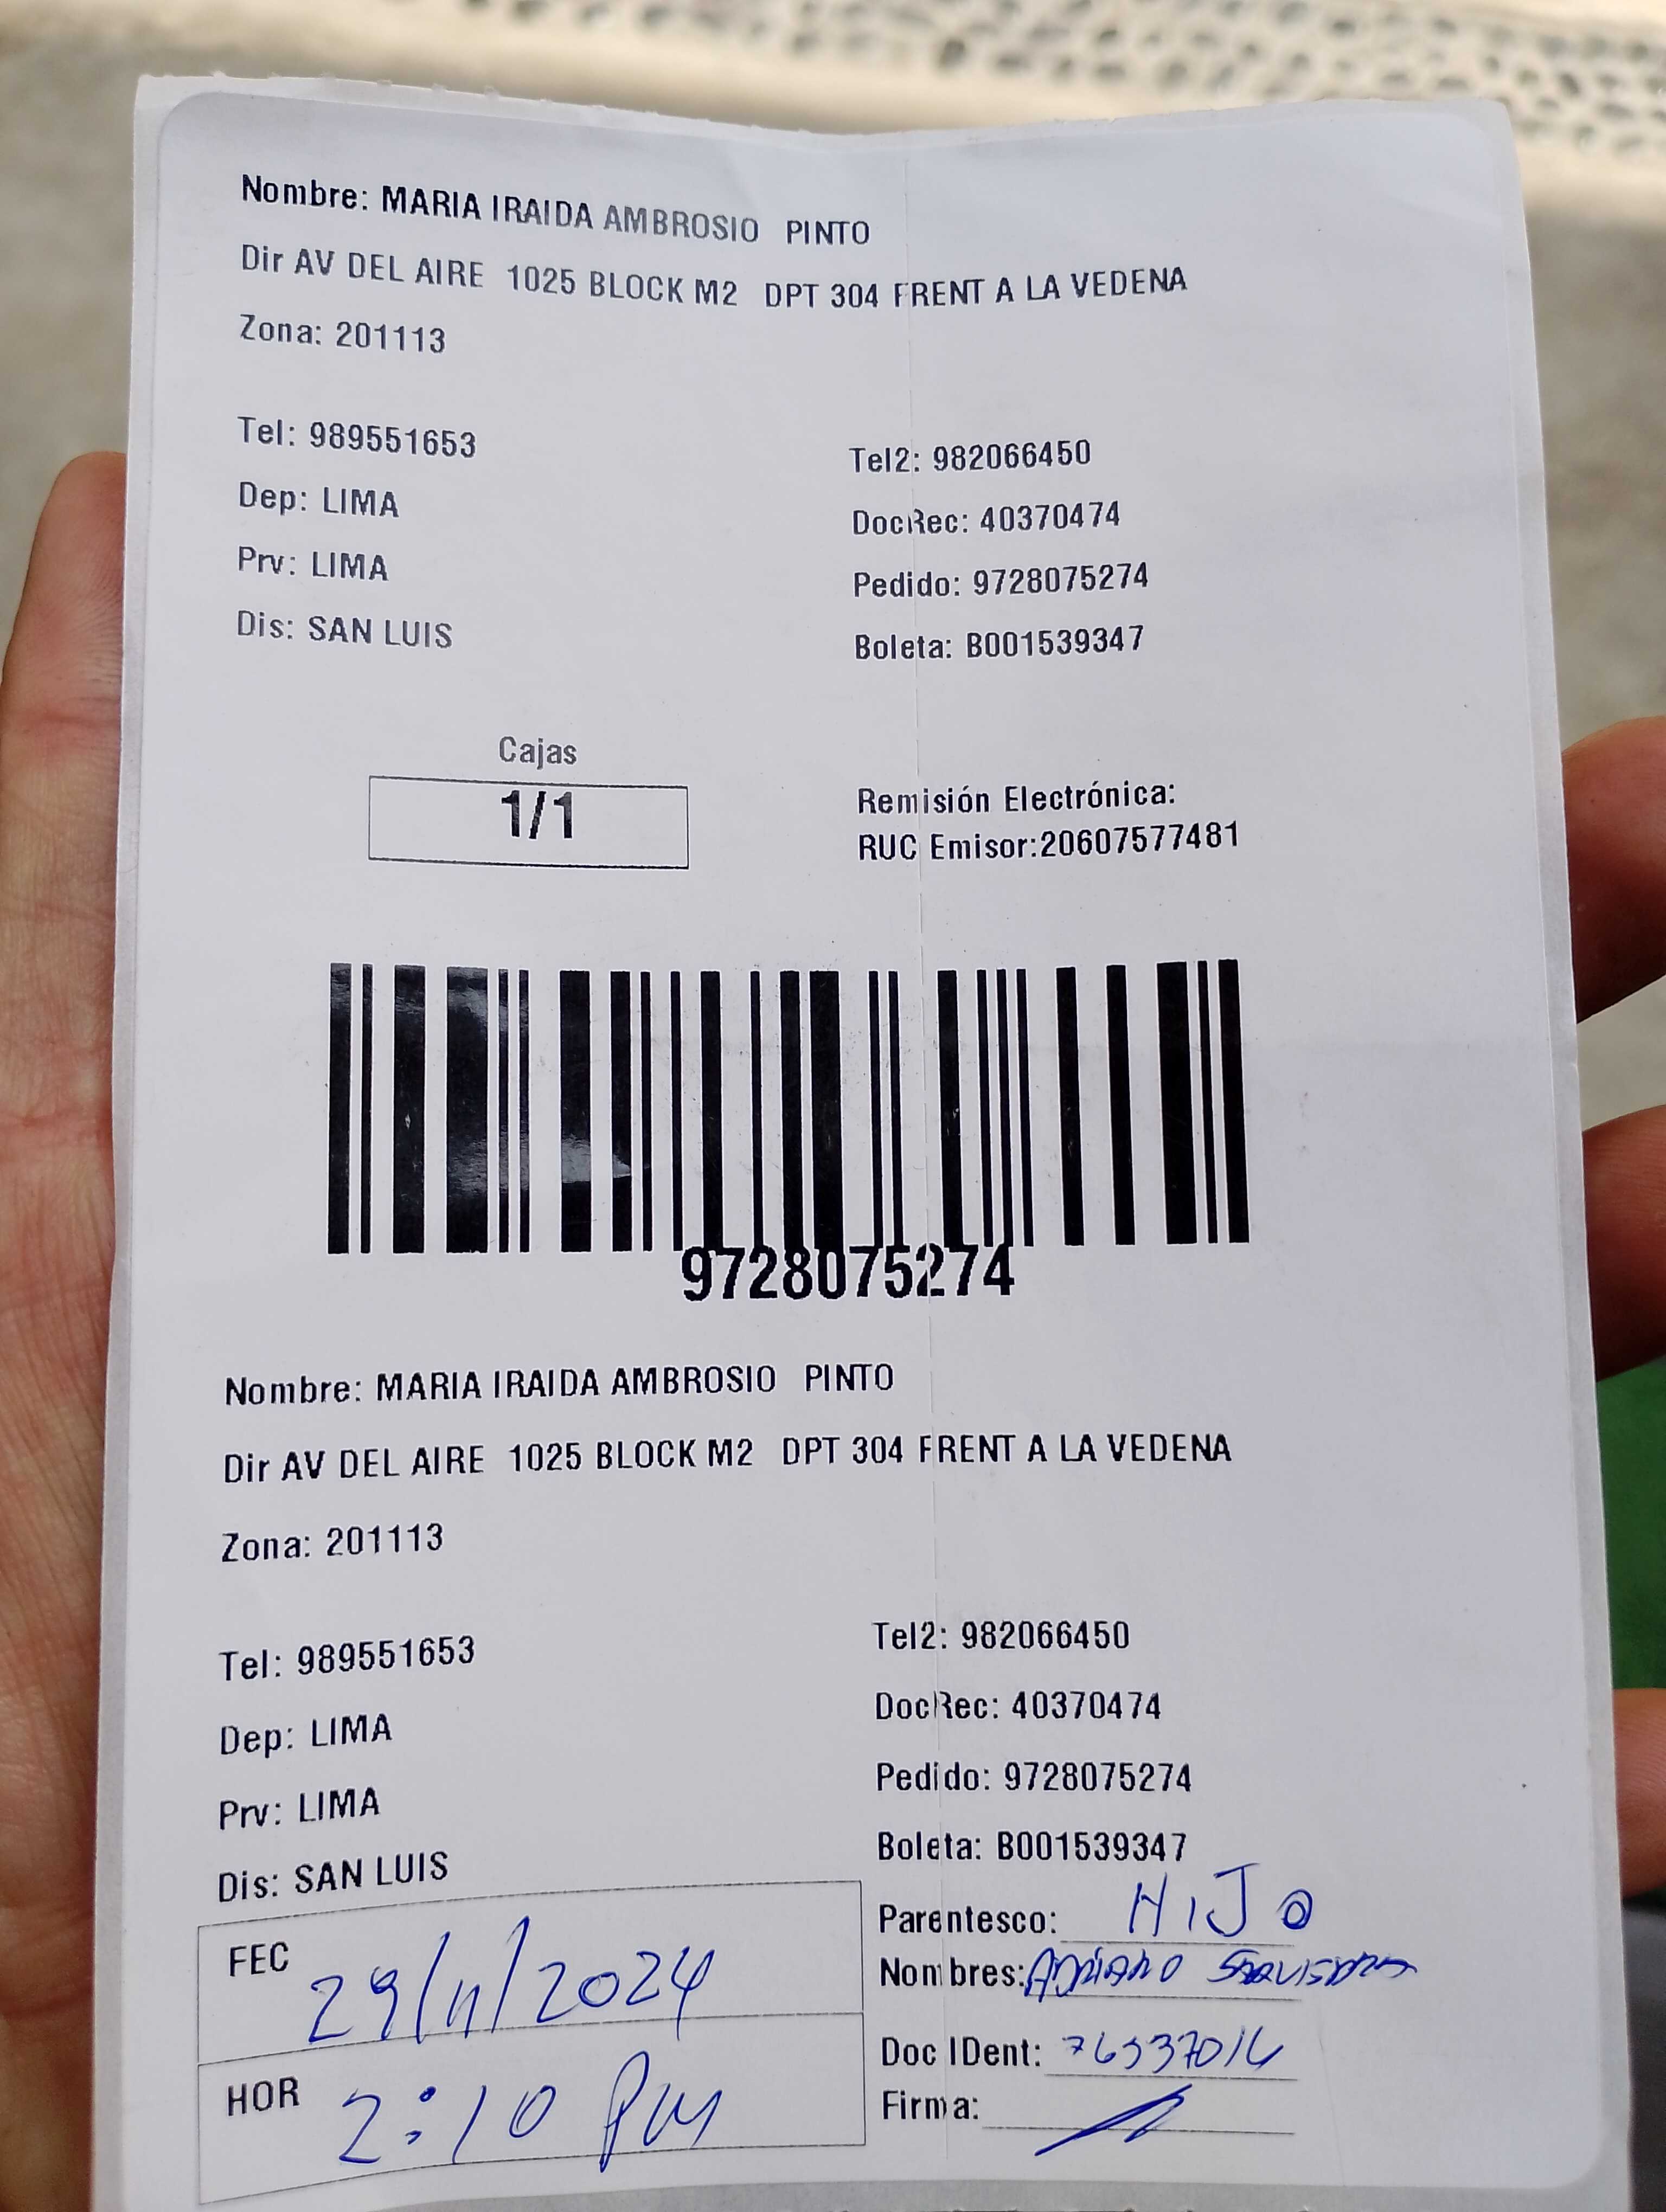 Nombre: MARIA IRAIDA AMBROSIO PINTO
Dir AV DEL AIRE 1025 BLOCK M2 DPT 304 FRENT A LA VEDENA
Zona: 201113
Tel: 989551653
Tel2: 982066450
Dep: LIMA
DocRec: 40370474
Prv: LIMA
Pedido: 9728075274
Dis: SAN LUIS
Boleta: B001539347
Cajas
1/1
Remisión Electrónica:
RUC Emisor:20607577481
9728075274
Nombre: MARIA IRAIDA AMBROSIO PINTO
Dir AV DEL AIRE 1025 BLOCK M2 DPT 304 FRENT A LA VEDENA
Zona: 201113
Tel: 989551653
Tel2: 982066450
Dep: LIMA
DocRec: 40370474
Prv: LIMA
Pedido: 9728075274
Dis: SAN LUIS
Boleta: B001539347
FEC 29/11/2024
Parentesco: HIJO
Nombres: ADRIANO
HOR 2:10 PM
Doc IDent:
Firma: